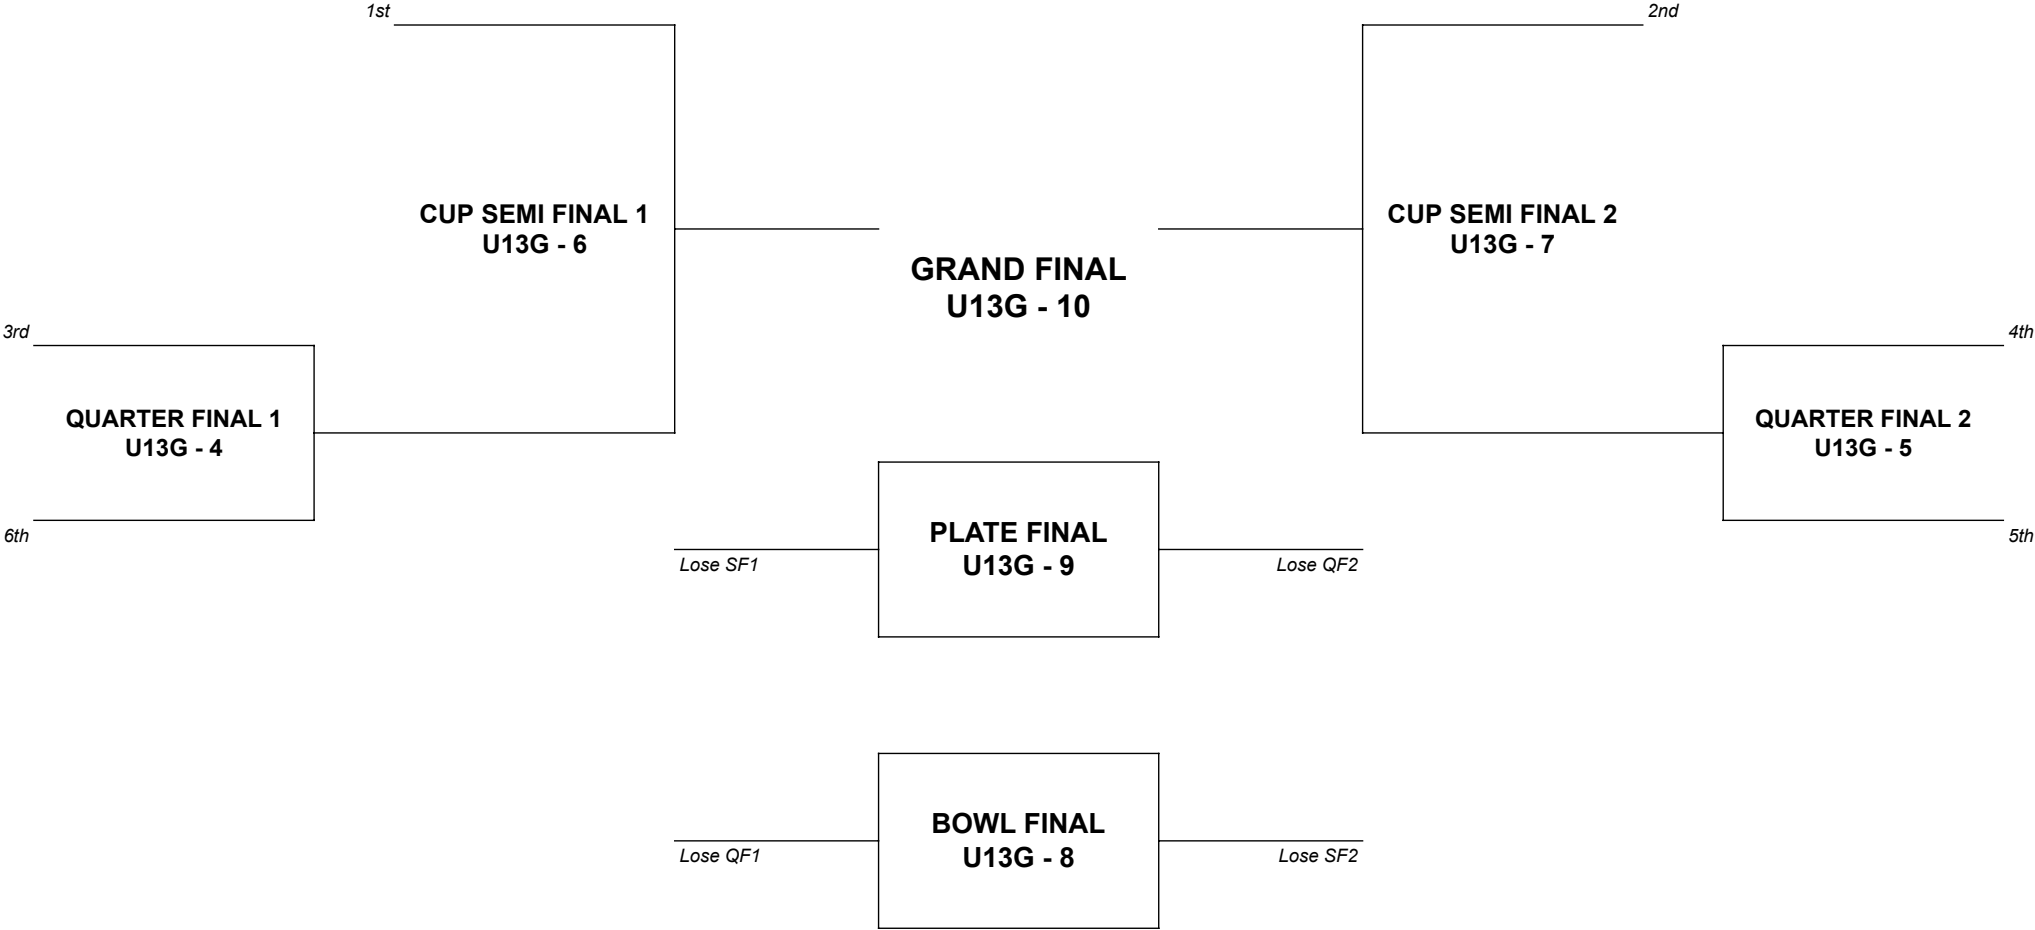 1st
2nd
CUP SEMI FINAL 1
U13G - 6
CUP SEMI FINAL 2
U13G - 7
GRAND FINAL
U13G - 10
3rd
4th
QUARTER FINAL 1
U13G - 4
QUARTER FINAL 2
U13G - 5
6th
5th
PLATE FINAL
U13G - 9
Lose SF1
Lose QF2
BOWL FINAL
U13G - 8
Lose QF1
Lose SF2